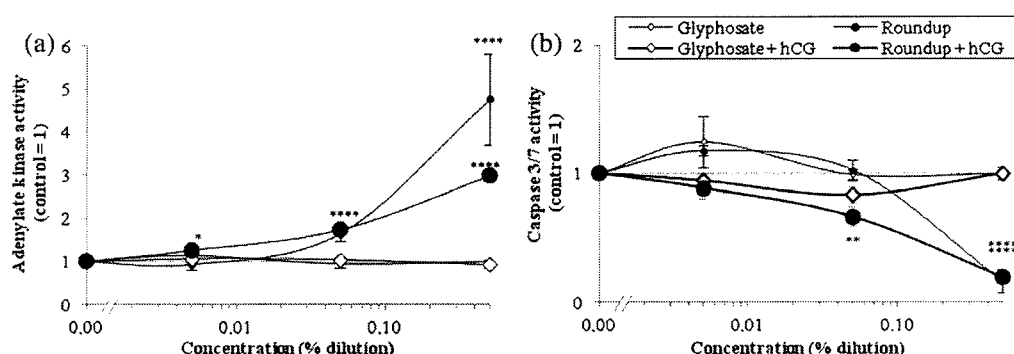 (a)
Adenylate kinase activity
(control = 1)
6
5
4
3
2
1
0
****
****
****
*
0.00
0.01
0.10
Concentration (% dilution)
(b)
Glyphosate
Roundup
Glyphosate + hCG
Roundup + hCG
Caspase 3/7 activity
(control = 1)
2
1
0
**
****
****
0.00
0.01
0.10
Concentration (% dilution)